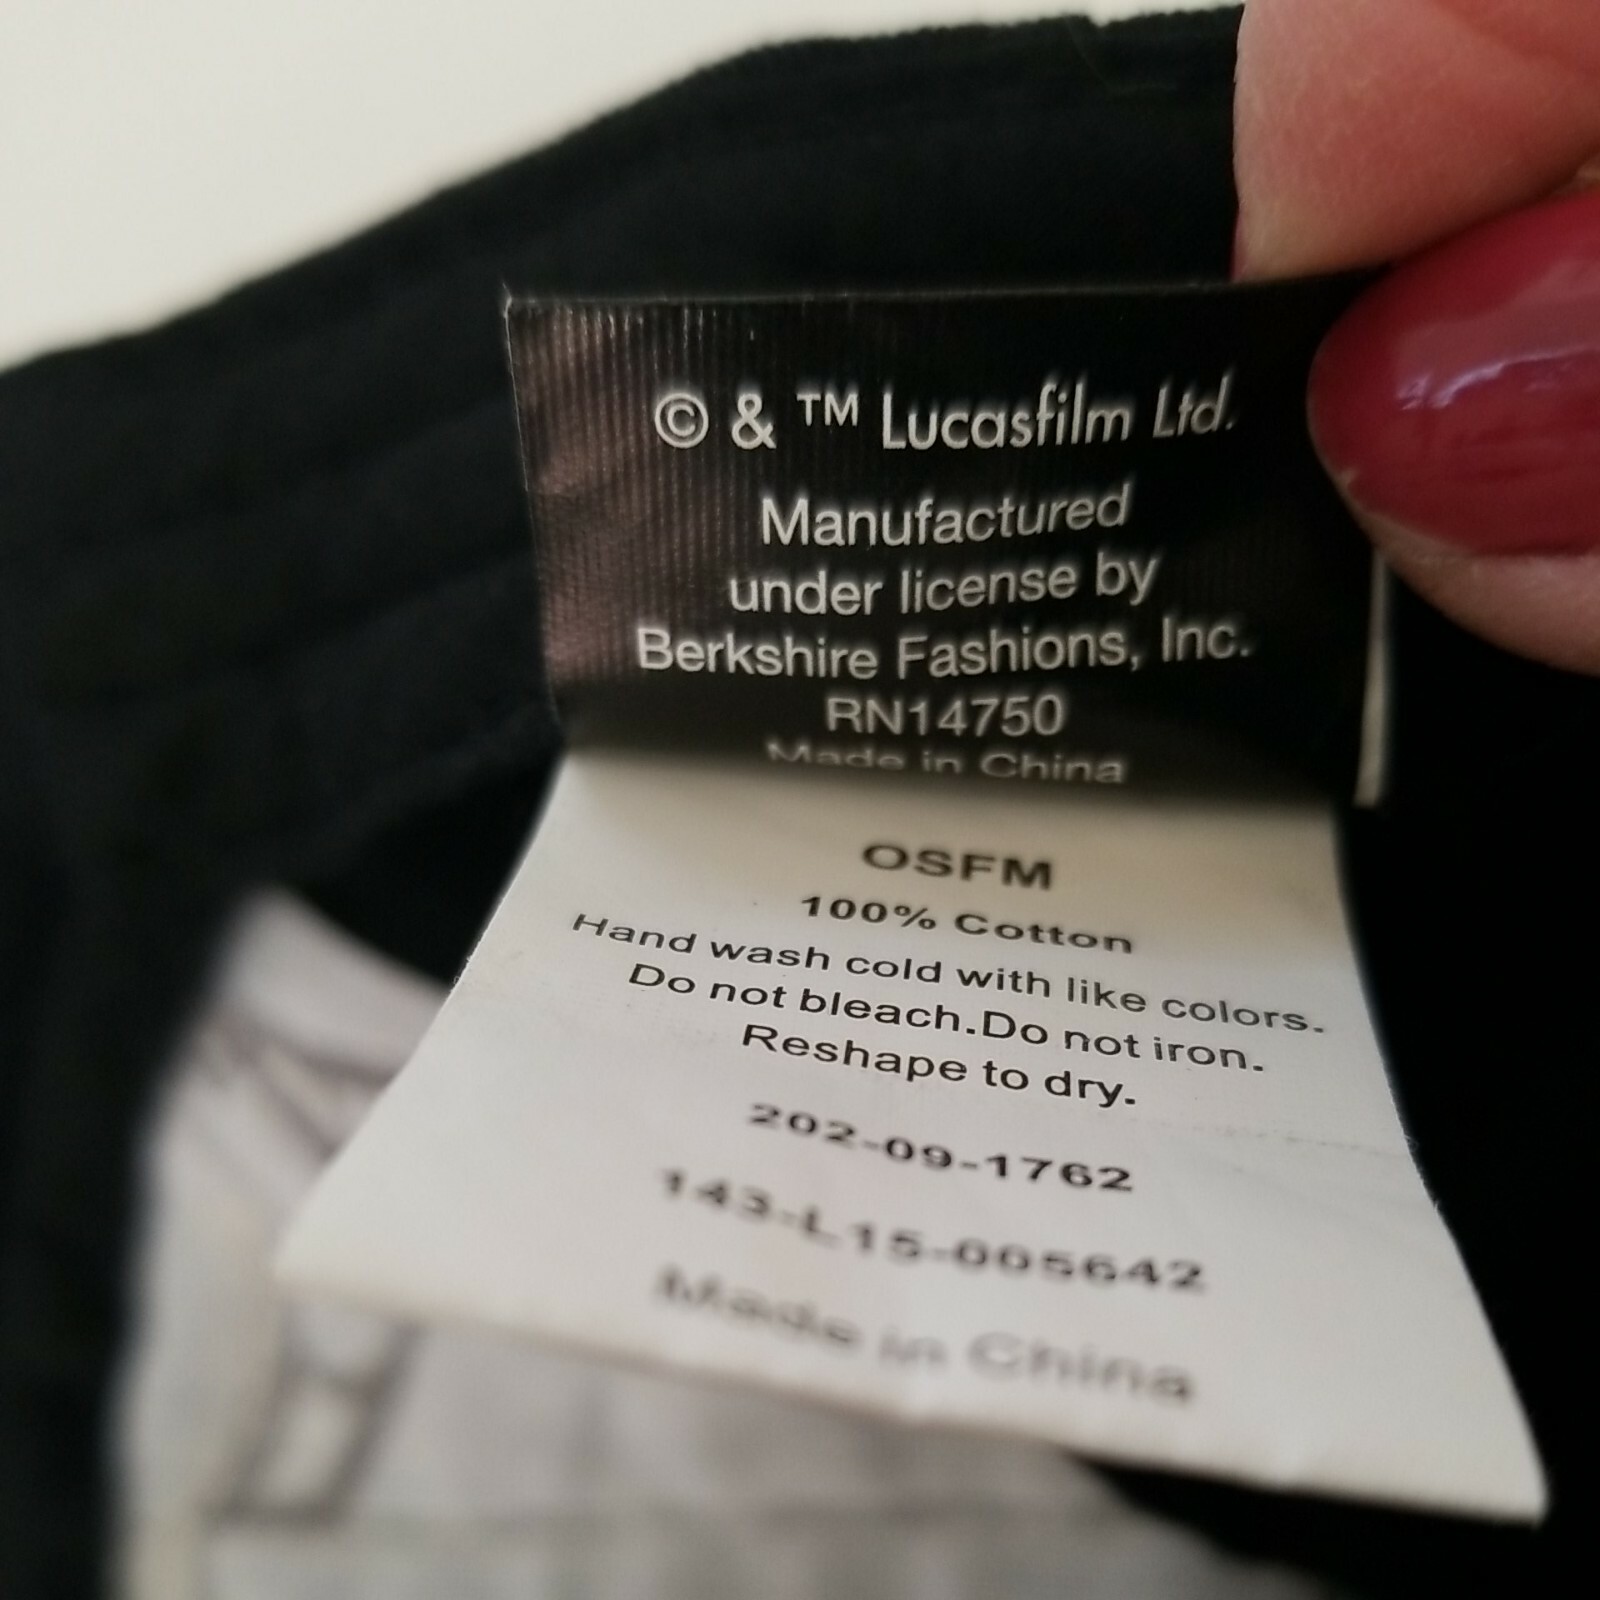 © & ™ Lucasfilm Ltd.
Manufactured
under license by
Berkshire Fashions, Inc.
RN14750
Made in China
OSFM
100% Cotton
Hand wash cold with like colors.
Do not bleach.Do not iron.
Reshape to dry.
202-09-1762
143-L15-005642
Made in China